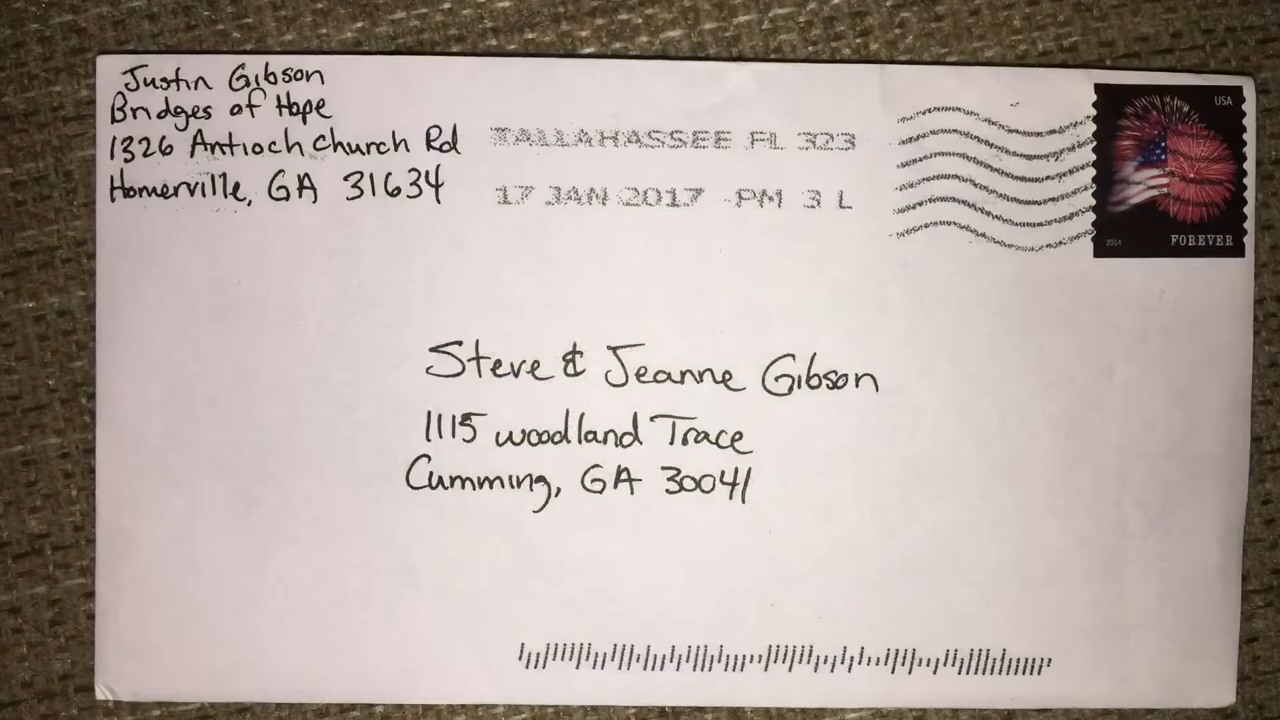 Justin Gibson
Bridges of Hope
1326 Antioch Church Rd
Homerville, GA 31634
TALLAHASSEE FL 323
17 JAN 2017 PM 3 L
USA
2014
FOREVER
Steve & Jeanne Gibson
1115 woodland Trace
Cumming, GA 30041